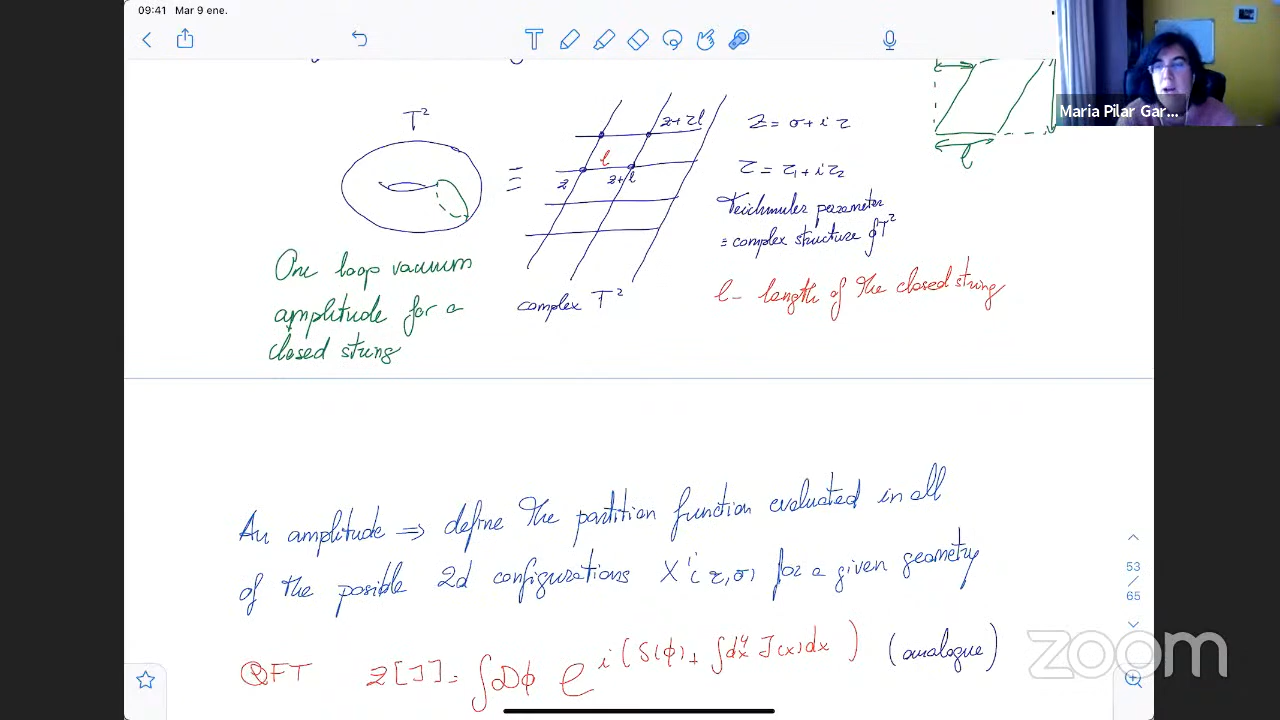 09:41 Mar 9 ene.
Maria Pilar Gar...
l
T²
≡
z+τl
l
z
z+l
complex T²
z = σ + i τ
τ = τ₁ + i τ₂
Teichmuler parameter
≡ complex structure of T²
l - length of the closed string
One loop vacuum
amplitude for a
closed string
An amplitude ⇒ define the partition function evaluated in all
of the posible 2d configurations Xⁱ(τ,σ) for a given geometry
QFT Z[J] = ∫Dϕ e^{i(S(ϕ) + ∫d⁴x J(x)dx)} (analogue)
53
/
65
zoom